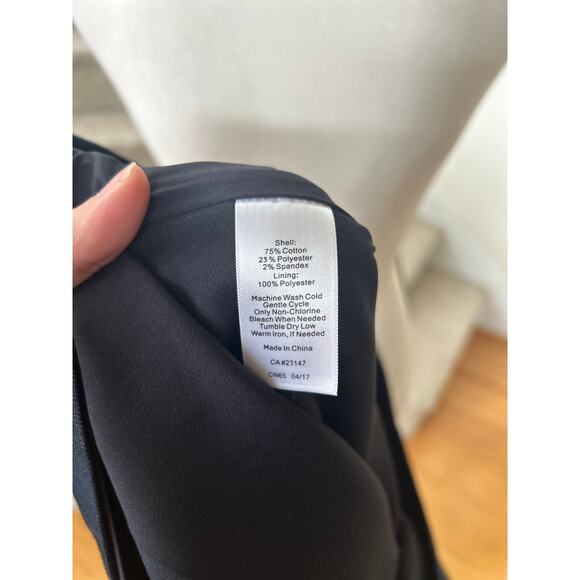 Shell:
75% Cotton
23% Polyester
2% Spandex
Lining:
100% Polyester
Machine Wash Cold
Gentle Cycle
Only Non-Chlorine
Bleach When Needed
Tumble Dry Low
Warm Iron, If Needed
Made In China
CA#23147
CN65 04/17